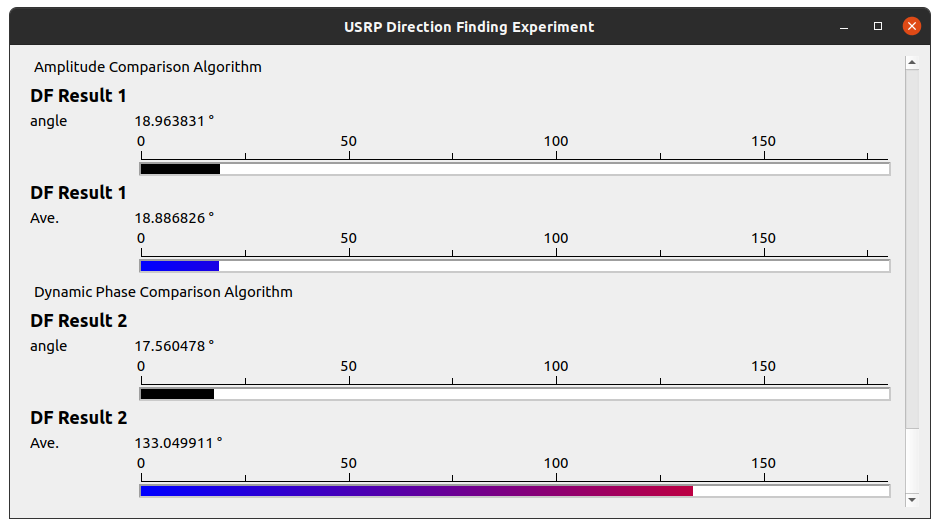 USRP Direction Finding Experiment
Amplitude Comparison Algorithm
DF Result 1
angle 18.963831 °
0 50 100 150
DF Result 1
Ave. 18.886826 °
0 50 100 150
Dynamic Phase Comparison Algorithm
DF Result 2
angle 17.560478 °
0 50 100 150
DF Result 2
Ave. 133.049911 °
0 50 100 150